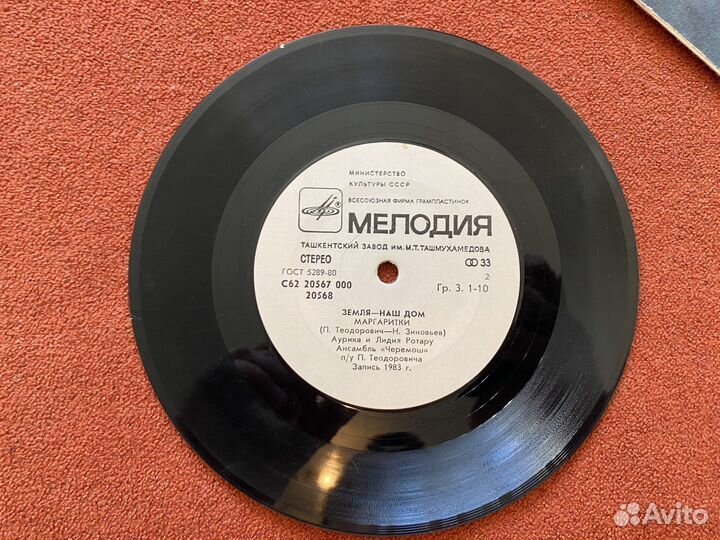 МИНИСТЕРСТВО
КУЛЬТУРЫ СССР
ВСЕСОЮЗНАЯ ФИРМА ГРАМПЛАСТИНОК
МЕЛОДИЯ
ТАШКЕНТСКИЙ ЗАВОД ИМ. М.Т. ТАШМУХАМЕДОВА
СТЕРЕО 33
ГОСТ 5289-80 2
С62 20567 000 Гр. 3. 1-10
20568
ЗЕМЛЯ—НАШ ДОМ
МАРГАРИТКИ
(П. Теодорович—Н. Зиновьев)
Аурика и Лидия Ротару
Ансамбль «Черемош»
п/у П. Теодоровича
Запись 1983 г.
Avito